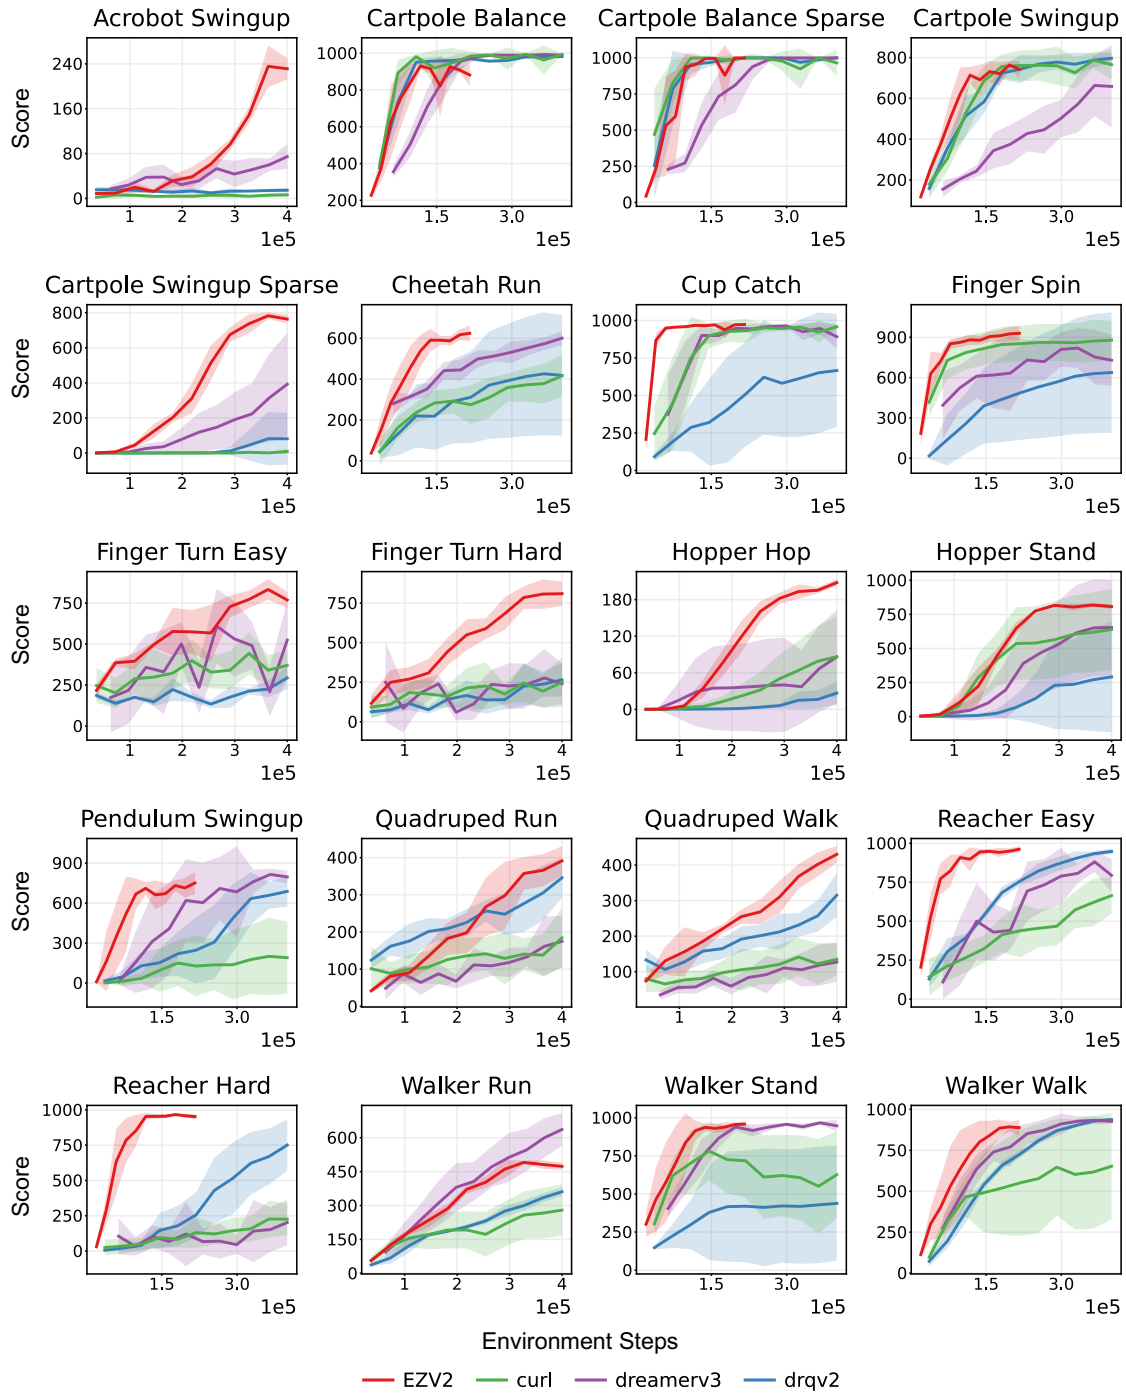 Acrobot Swingup
Cartpole Balance
Cartpole Balance Sparse
Cartpole Swingup
Score
240
160
80
0
1 2 3 4
1e5
1000
800
600
400
200
1.5 3.0
1e5
1000
750
500
250
0
1.5 3.0
1e5
800
600
400
200
1.5 3.0
1e5
Cartpole Swingup Sparse
Cheetah Run
Cup Catch
Finger Spin
Score
800
600
400
200
0
1 2 3 4
1e5
600
400
200
0
1.5 3.0
1e5
1000
750
500
250
0
1.5 3.0
1e5
900
600
300
0
1.5 3.0
1e5
Finger Turn Easy
Finger Turn Hard
Hopper Hop
Hopper Stand
Score
750
500
250
0
1 2 3 4
1e5
750
500
250
0
1 2 3 4
1e5
180
120
60
0
1 2 3 4
1e5
1000
750
500
250
0
1 2 3 4
1e5
Pendulum Swingup
Quadruped Run
Quadruped Walk
Reacher Easy
Score
900
600
300
0
1.5 3.0
1e5
400
300
200
100
0
1 2 3 4
1e5
400
300
200
100
1 2 3 4
1e5
1000
750
500
250
0
1.5 3.0
1e5
Reacher Hard
Walker Run
Walker Stand
Walker Walk
Score
1000
750
500
250
0
1.5 3.0
1e5
600
450
300
150
0
1 2 3 4
1e5
1000
750
500
250
0
1.5 3.0
1e5
1000
750
500
250
0
1.5 3.0
1e5
Environment Steps
EZV2 curl dreamerv3 drqv2